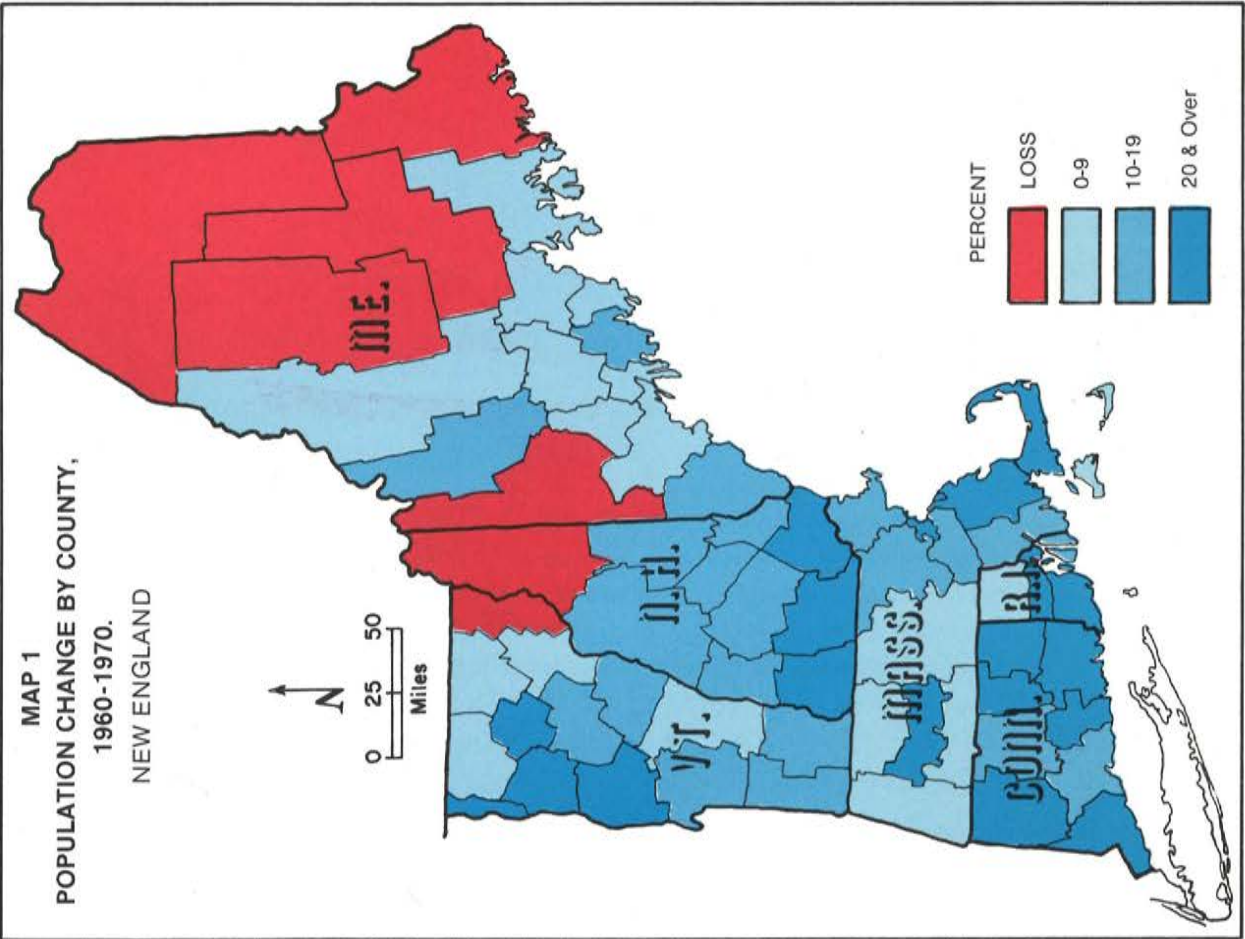 MAP 1
POPULATION CHANGE BY COUNTY,
1960-1970.
NEW ENGLAND
N
0 25 50
Miles
ME.
N.H.
VT.
MASS.
CONN.
R.I.
PERCENT
LOSS
0-9
10-19
20 & Over